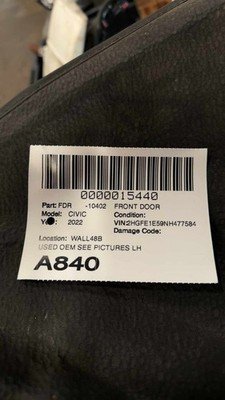 0000015440
Part: FDR -10402 FRONT DOOR
Model: CIVIC Condition:
Ye : 2022 VIN:2HGFE1E59NH477584
Damage Code:
Location: WALL48B
USED OEM SEE PICTURES LH
A840